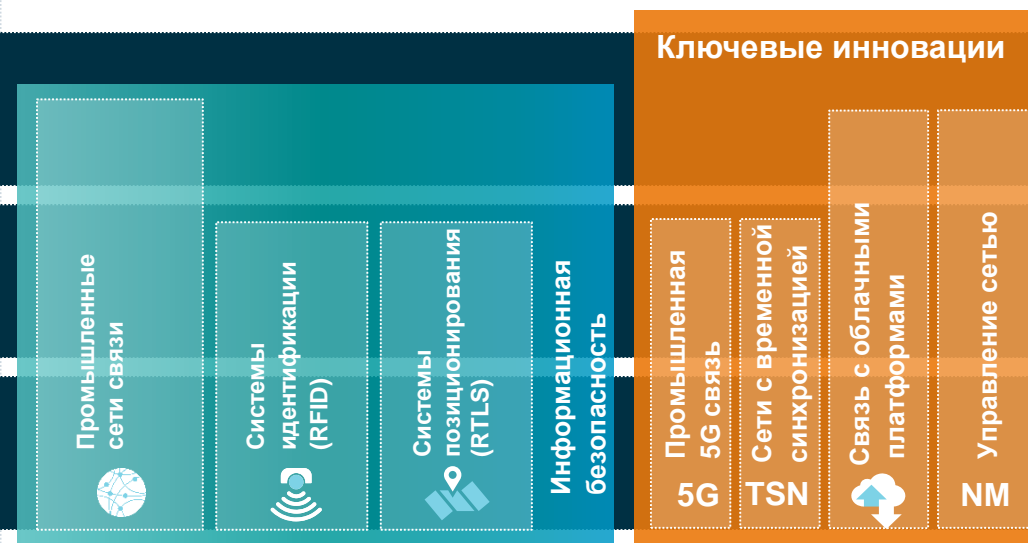 Ключевые инновации
Промышленные
сети связи
Системы
идентификации
(RFID)
Системы
позиционирования
(RTLS)
Информационная
безопасность
Промышленная
5G связь
5G
Сети с временной
синхронизацией
TSN
Связь с облачными
платформами
Управление сетью
NM